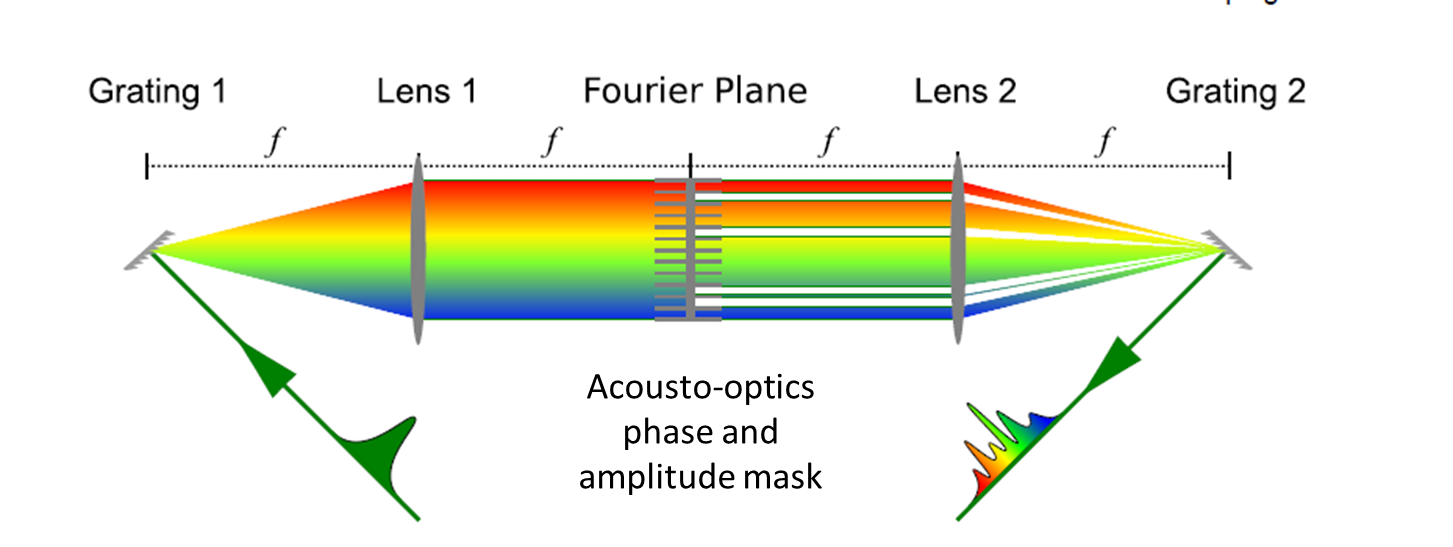 Grating 1
Lens 1
Fourier Plane
Lens 2
Grating 2
f
f
f
f
Acousto-optics
phase and
amplitude mask